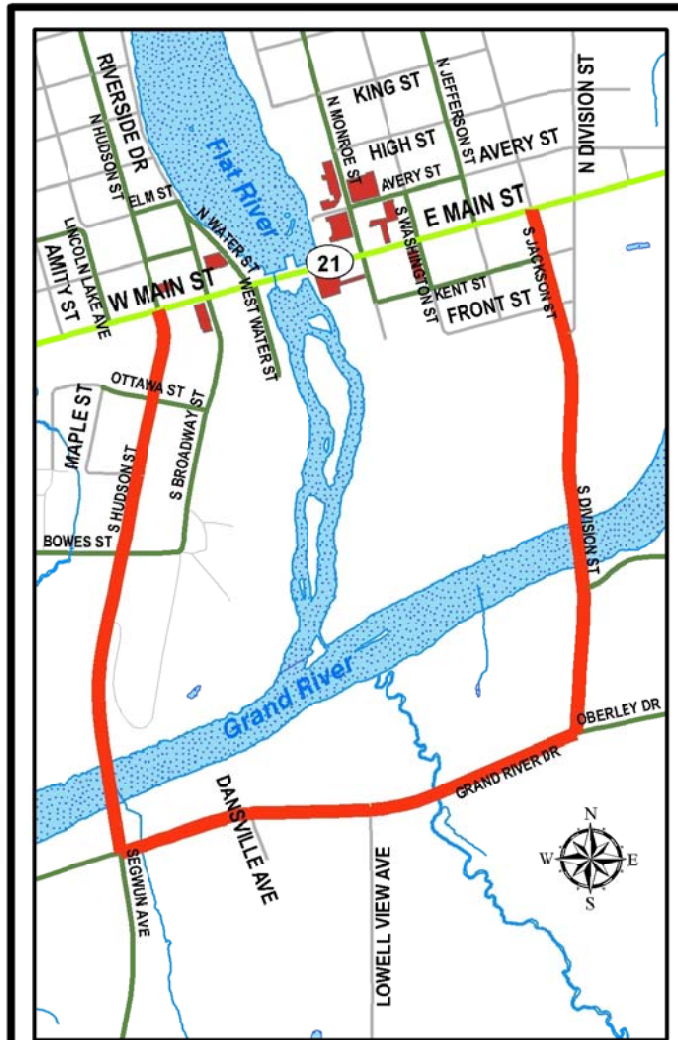 RIVERSIDE DR
N HUDSON ST
ELM ST
N WATER ST
Flat River
N MONROE ST
KING ST
N JEFFERSON ST
HIGH ST
AVERY ST
AVERY ST
N DIVISION ST
E MAIN ST
S WASHINGTON ST
21
LINCOLN LAKE AVE
AMITY ST
W MAIN ST
WEST WATER ST
KENT ST
FRONT ST
S JACKSON ST
OTTAWA ST
MAPLE ST
S HUDSON ST
S BROADWAY ST
BOWES ST
S DIVISION ST
Grand River
OBERLEY DR
GRAND RIVER DR
DANSVILLE AVE
SEGWUN AVE
LOWELL VIEW AVE
N
W
E
S